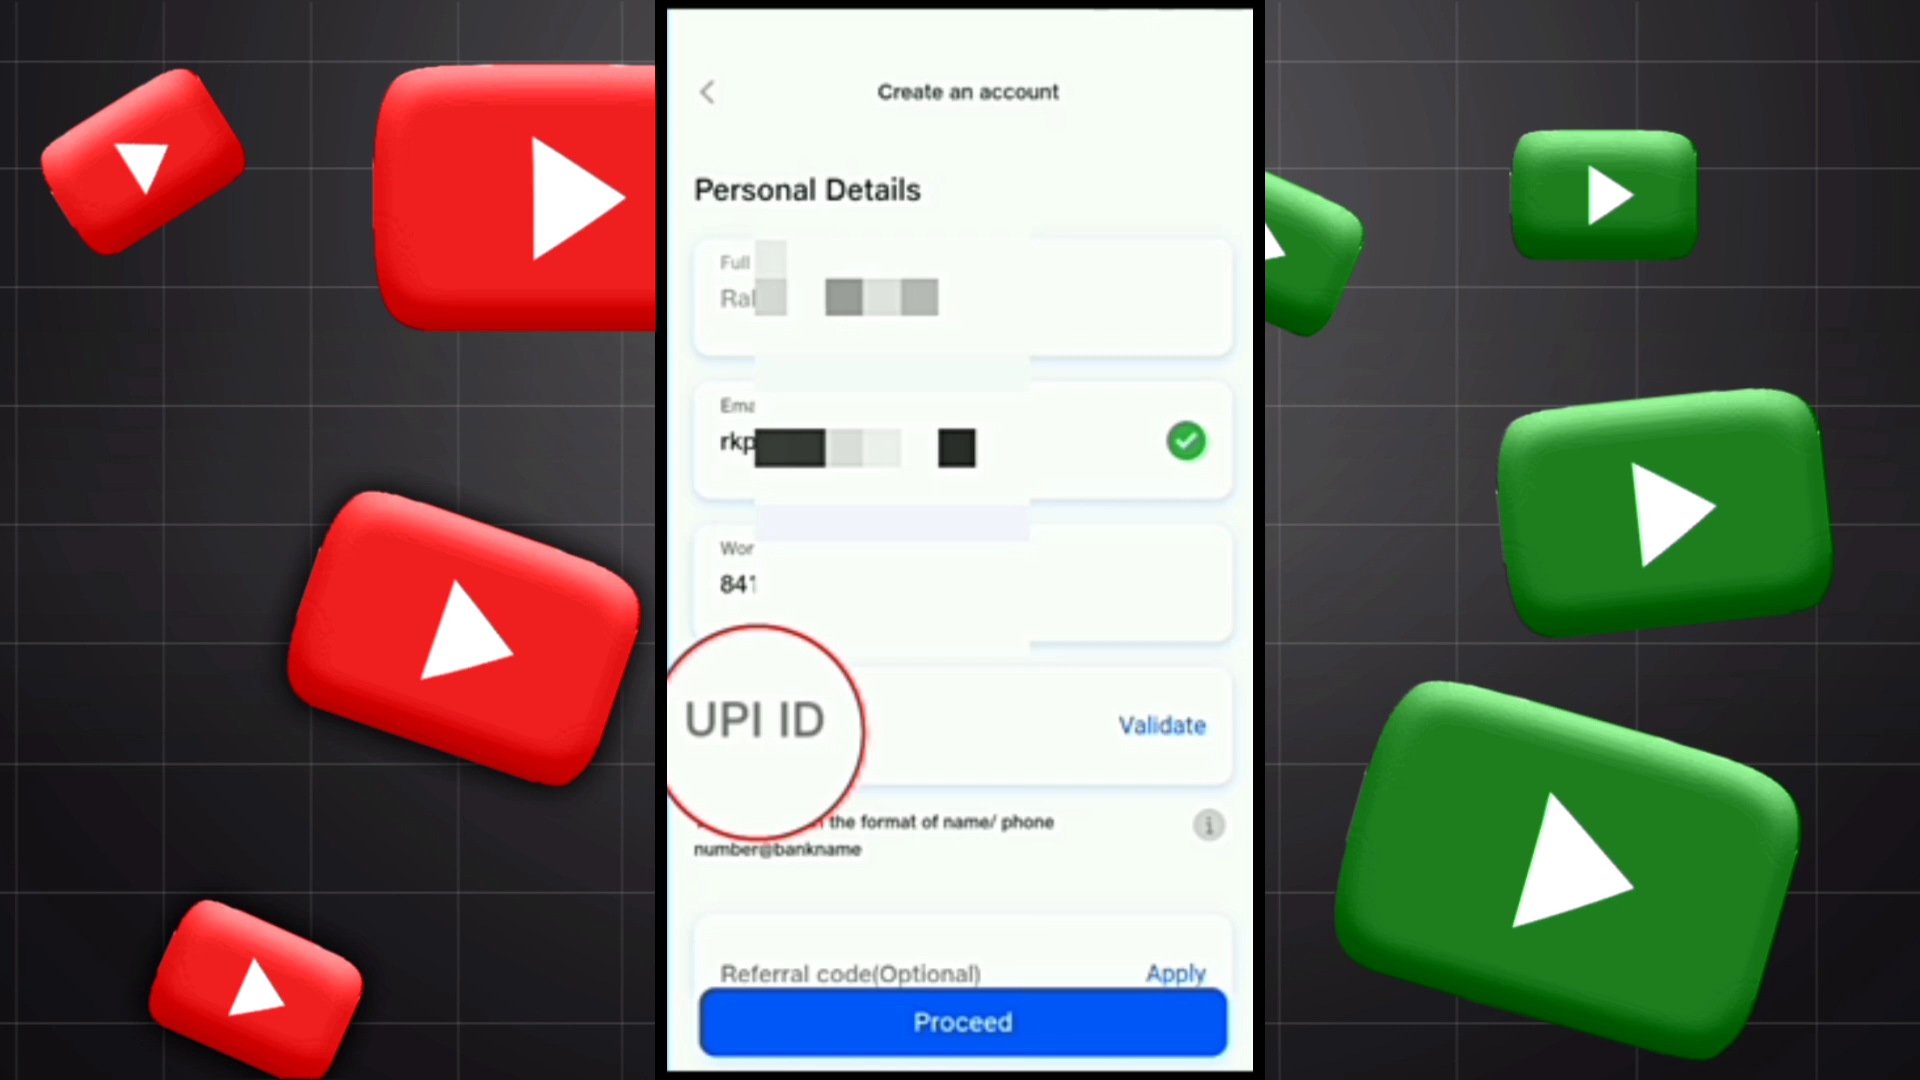 Create an account
Personal Details
Full
Ral
Ema
rkp
Wor
841
UPI ID
Validate
the format of name/ phone
number@bankname
Referral code(Optional)
Apply
Proceed